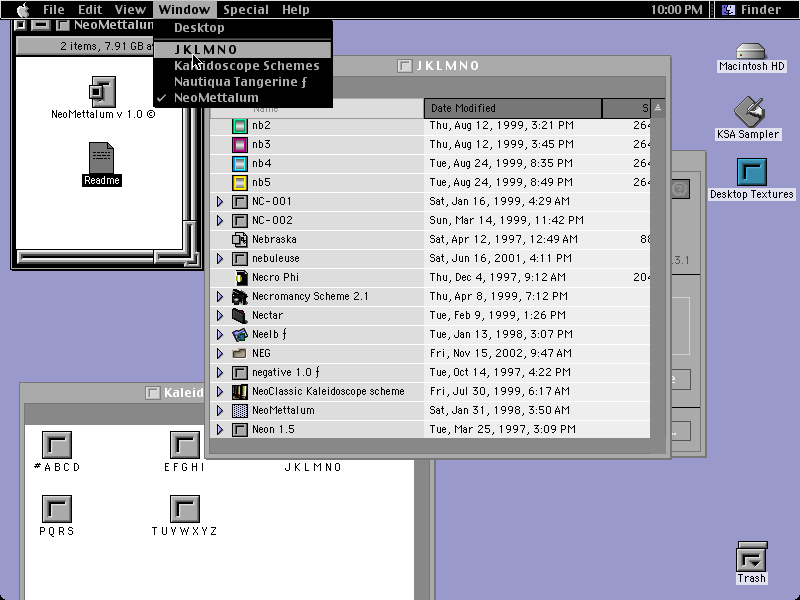 File Edit View Window Special Help 10:00 PM Finder
NeoMettalum
2 items, 7.91 GB
NeoMettalum v 1.0 ©
Readme
Desktop
JKLMNO
Kaleidoscope Schemes
Nautiqua Tangerine ƒ
✓ NeoMettalum
JKLMNO
Name Date Modified S
nb2 Thu, Aug 12, 1999, 3:21 PM 264
nb3 Thu, Aug 12, 1999, 3:45 PM 264
nb4 Tue, Aug 24, 1999, 8:35 PM 264
nb5 Tue, Aug 24, 1999, 8:49 PM 264
NC-001 Sat, Jan 16, 1999, 4:29 AM
NC-002 Sun, Mar 14, 1999, 11:42 PM
Nebraska Sat, Apr 12, 1997, 12:49 AM 88
nebuleuse Sat, Jun 16, 2001, 4:11 PM
Necro Phi Thu, Dec 4, 1997, 9:12 AM 204
Necromancy Scheme 2.1 Thu, Apr 8, 1999, 7:12 PM
Nectar Tue, Feb 9, 1999, 1:26 PM
Neelb ƒ Tue, Jan 13, 1998, 3:07 PM
NEG Fri, Nov 15, 2002, 9:47 AM
negative 1.0 ƒ Tue, Oct 14, 1997, 4:22 PM
NeoClassic Kaleidoscope scheme Fri, Jul 30, 1999, 6:17 AM
NeoMettalum Sat, Jan 31, 1998, 3:50 AM
Neon 1.5 Tue, Mar 25, 1997, 3:09 PM
Macintosh HD
KSA Sampler
Desktop Textures
.3.1
Kaleid
#ABCD
EFGHI
JKLMNO
PQRS
TUVWXYZ
Trash